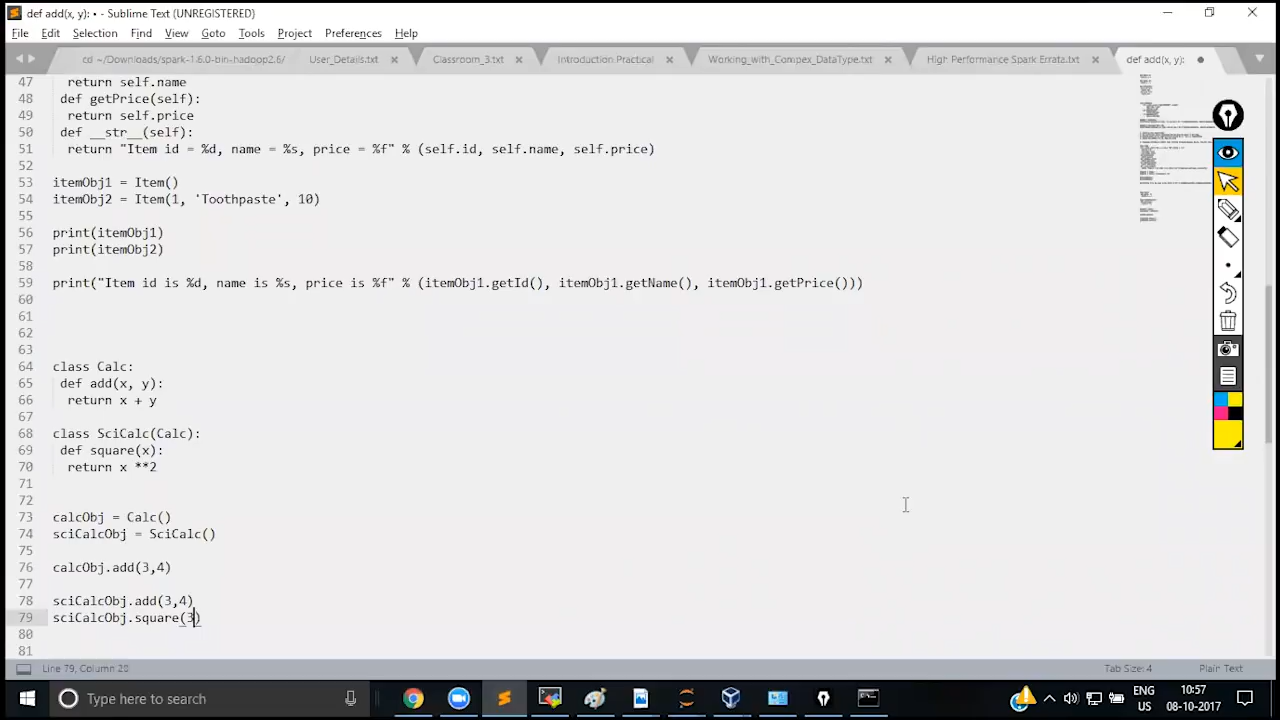 def add(x, y): • - Sublime Text (UNREGISTERED)
File Edit Selection Find View Goto Tools Project Preferences Help
cd ~/Downloads/spark-1.6.0-bin-hadoop2.6/ User_Details.txt Classroom_3.txt Introduction Practical Working_with_Compex_DataType.txt High Performance Spark Errata.txt def add(x, y):
47 return self.name
48 def getPrice(self):
49 return self.price
50 def __str__(self):
51 return "Item id = %d, name = %s, price = %f" % (self.id, self.name, self.price)
52
53 itemObj1 = Item()
54 itemObj2 = Item(1, 'Toothpaste', 10)
55
56 print(itemObj1)
57 print(itemObj2)
58
59 print("Item id is %d, name is %s, price is %f" % (itemObj1.getId(), itemObj1.getName(), itemObj1.getPrice()))
60
61
62
63
64 class Calc:
65 def add(x, y):
66 return x + y
67
68 class SciCalc(Calc):
69 def square(x):
70 return x **2
71
72
73 calcObj = Calc()
74 sciCalcObj = SciCalc()
75
76 calcObj.add(3,4)
77
78 sciCalcObj.add(3,4)
79 sciCalcObj.square(3)
80
81
Line 79, Column 20 Tab Size: 4 Plain Text
Type here to search
ENG
US
10:57
08-10-2017